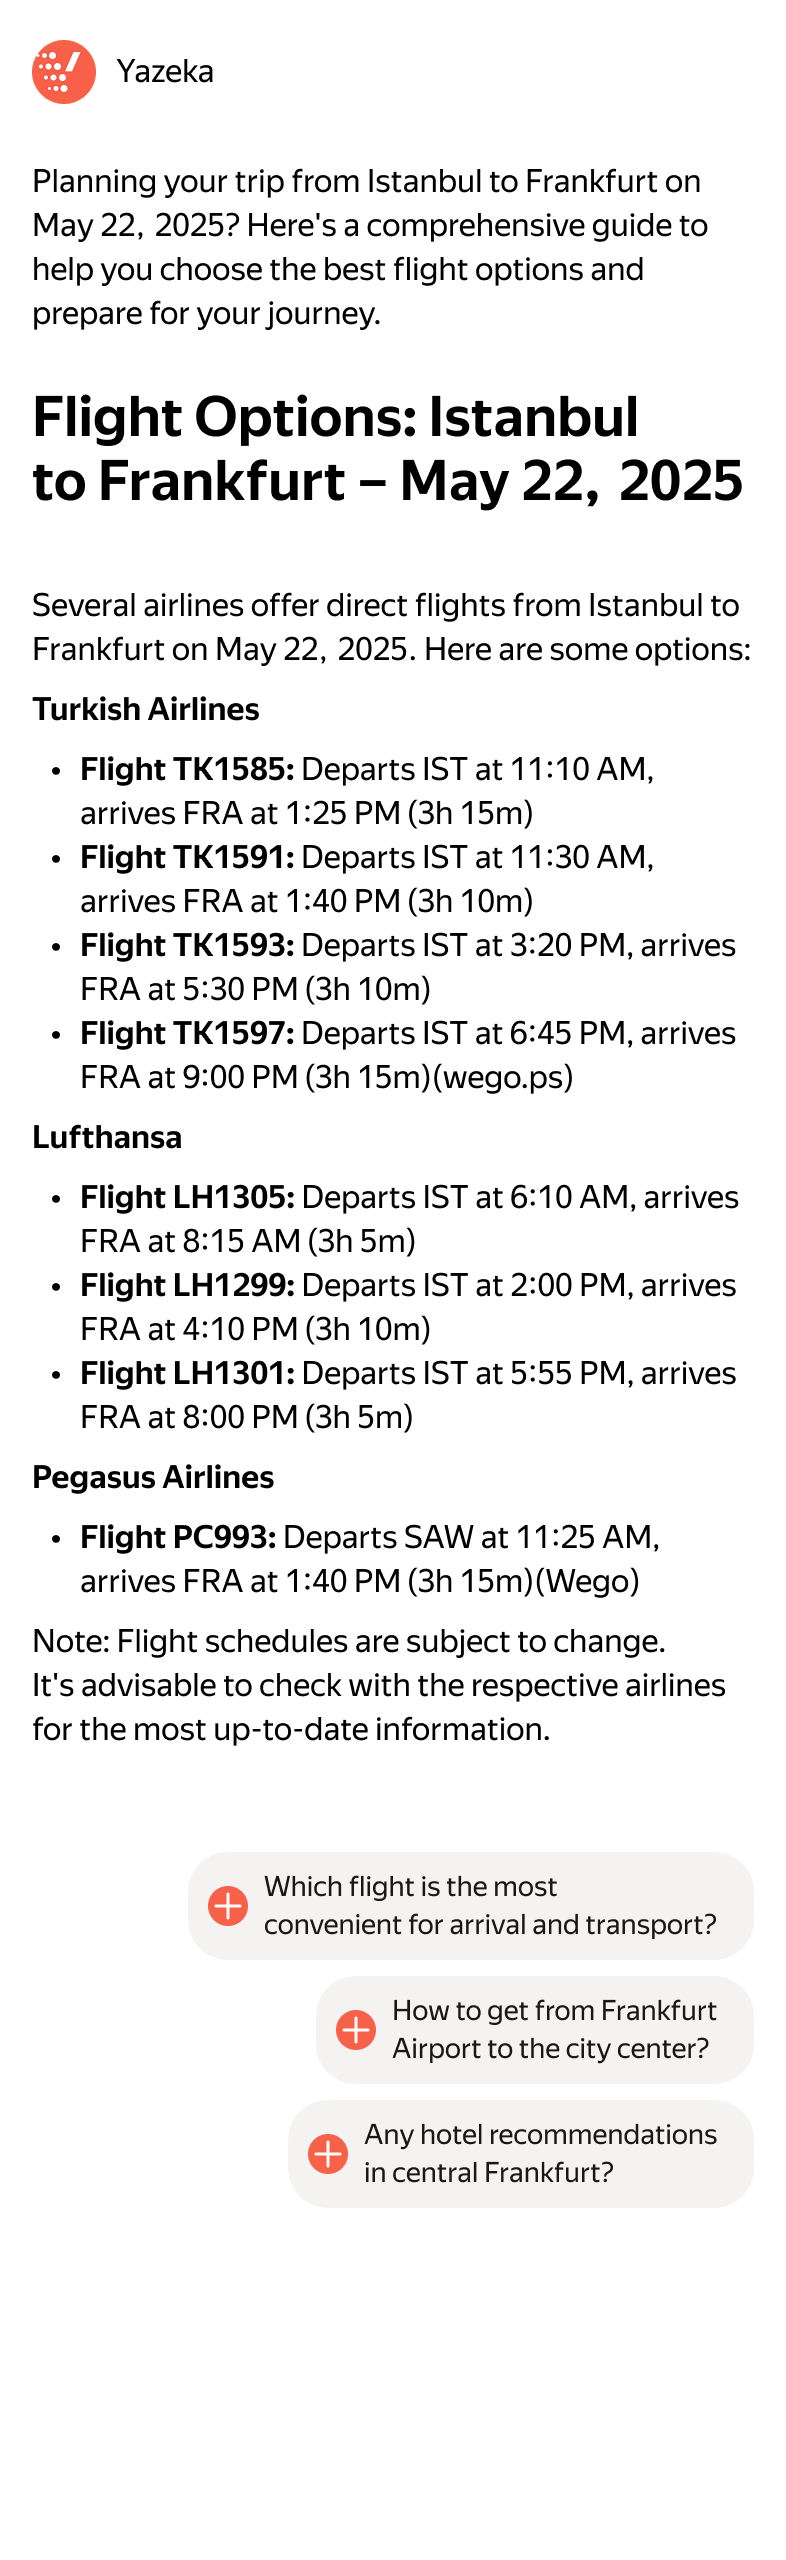 Yazeka
Planning your trip from Istanbul to Frankfurt on
May 22, 2025? Here's a comprehensive guide to
help you choose the best flight options and
prepare for your journey.
Flight Options: Istanbul
to Frankfurt – May 22, 2025
Several airlines offer direct flights from Istanbul to
Frankfurt on May 22, 2025. Here are some options:
Turkish Airlines
• Flight TK1585: Departs IST at 11:10 AM,
arrives FRA at 1:25 PM (3h 15m)
• Flight TK1591: Departs IST at 11:30 AM,
arrives FRA at 1:40 PM (3h 10m)
• Flight TK1593: Departs IST at 3:20 PM, arrives
FRA at 5:30 PM (3h 10m)
• Flight TK1597: Departs IST at 6:45 PM, arrives
FRA at 9:00 PM (3h 15m)(wego.ps)
Lufthansa
• Flight LH1305: Departs IST at 6:10 AM, arrives
FRA at 8:15 AM (3h 5m)
• Flight LH1299: Departs IST at 2:00 PM, arrives
FRA at 4:10 PM (3h 10m)
• Flight LH1301: Departs IST at 5:55 PM, arrives
FRA at 8:00 PM (3h 5m)
Pegasus Airlines
• Flight PC993: Departs SAW at 11:25 AM,
arrives FRA at 1:40 PM (3h 15m)(Wego)
Note: Flight schedules are subject to change.
It's advisable to check with the respective airlines
for the most up-to-date information.
Which flight is the most
convenient for arrival and transport?
How to get from Frankfurt
Airport to the city center?
Any hotel recommendations
in central Frankfurt?